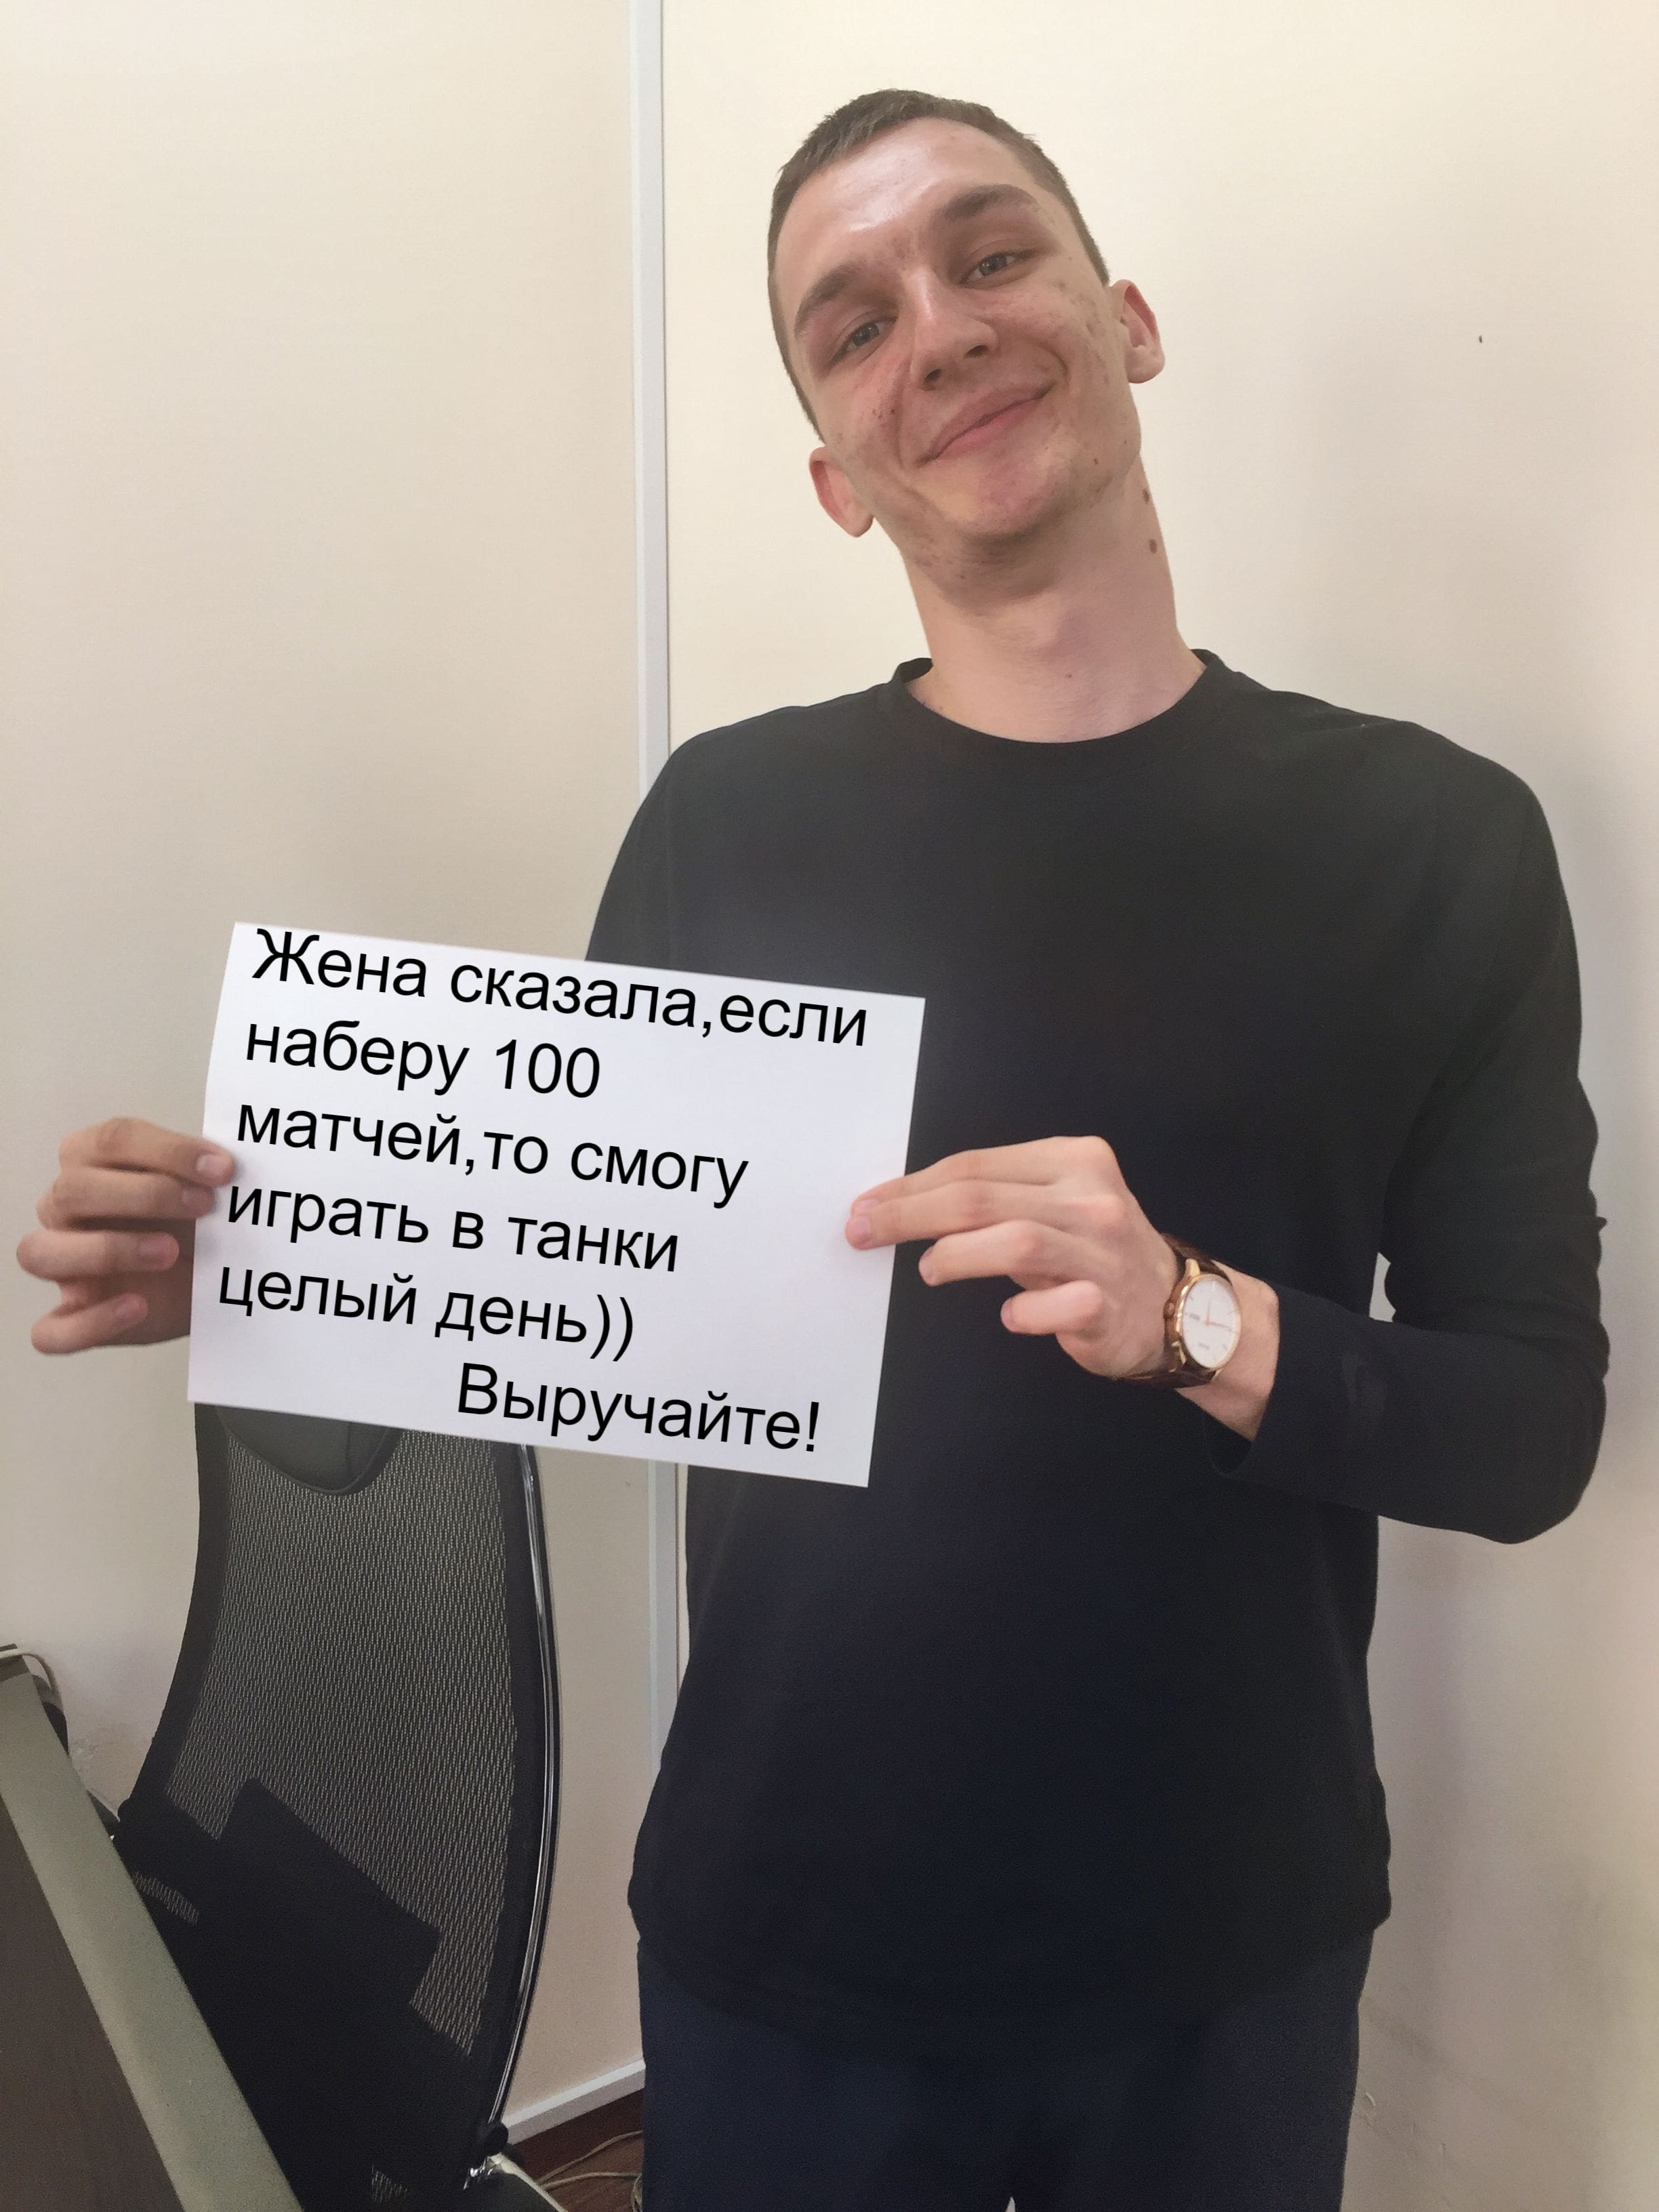 Жена сказала,если
наберу 100
матчей,то смогу
играть в танки
целый день))
Выручайте!